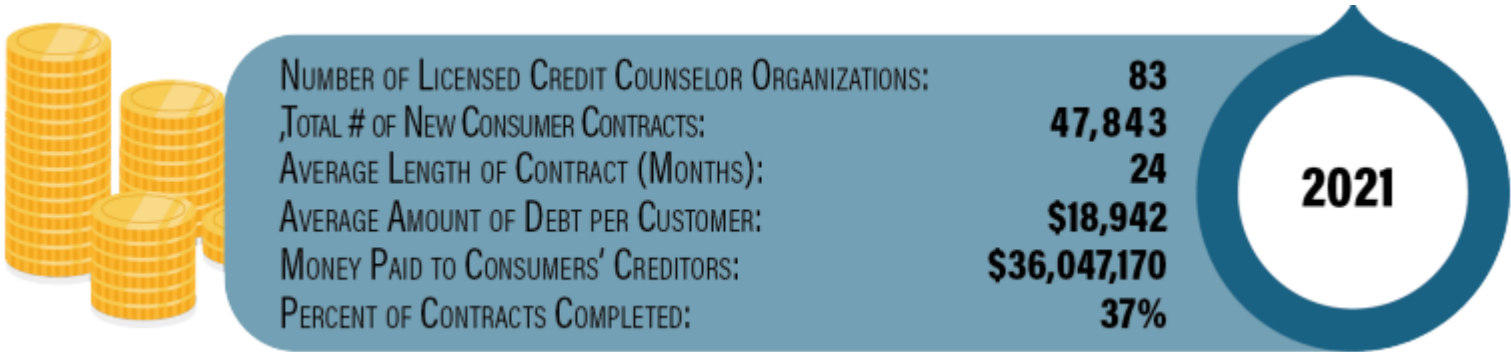 Number of Licensed Credit Counselor Organizations: 83
,Total # of New Consumer Contracts: 47,843
Average Length of Contract (Months): 24
Average Amount of Debt per Customer: $18,942
Money Paid to Consumers' Creditors: $36,047,170
Percent of Contracts Completed: 37%
2021